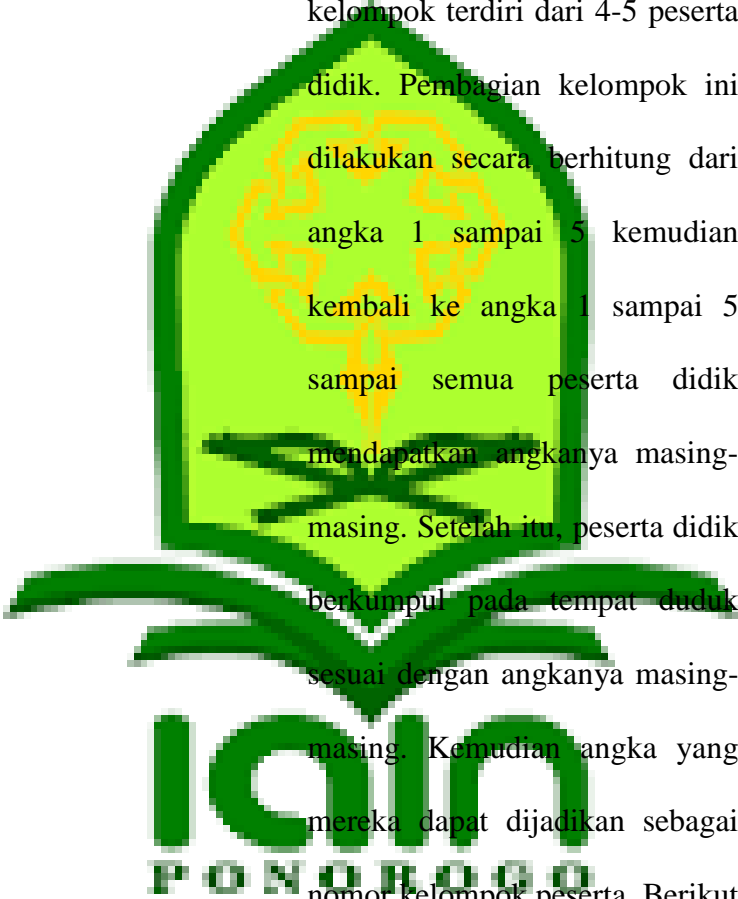 kelompok terdiri dari 4-5 peserta
didik. Pembagian kelompok ini
dilakukan secara berhitung dari
angka 1 sampai 5 kemudian
kembali ke angka 1 sampai 5
sampai semua peserta didik
mendapatkan angkanya masing-
masing. Setelah itu, peserta didik
berkumpul pada tempat duduk
sesuai dengan angkanya masing-
masing. Kemudian angka yang
mereka dapat dijadikan sebagai
nomor kelompok peserta. Berikut
iain
PONOROGO